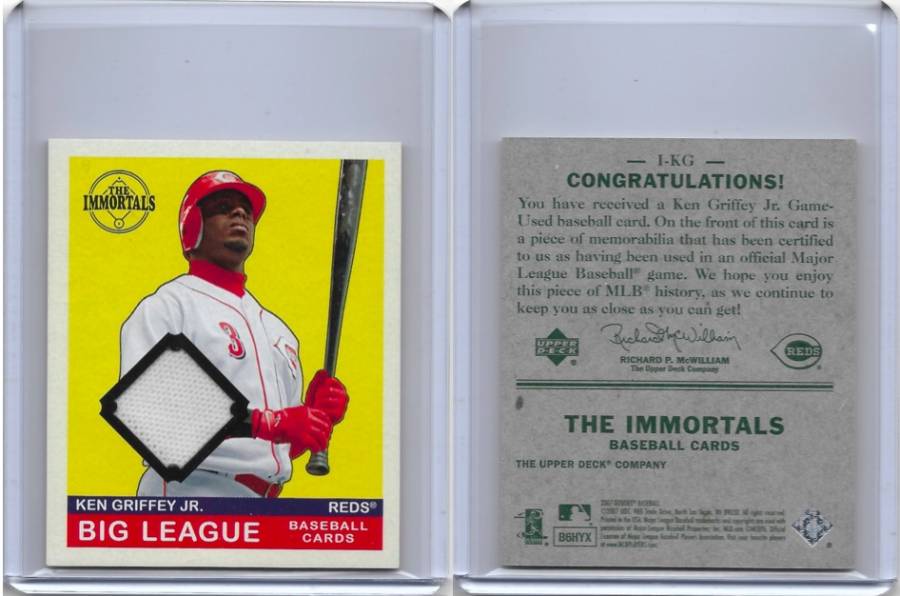 THE
IMMORTALS
3
KEN GRIFFEY JR. REDS®
BIG LEAGUE BASEBALL
CARDS
— I-KG —
CONGRATULATIONS!
You have received a Ken Griffey Jr. Game-
Used baseball card. On the front of this card is
a piece of memorabilia that has been certified
to us as having been used in an official Major
League Baseball® game. We hope you enjoy
this piece of MLB® history, as we continue to
keep you as close as you can get!
UPPER
DECK
Richard P. McWilliam
REDS
RICHARD P. McWILLIAM
The Upper Deck Company
THE IMMORTALS
BASEBALL CARDS
THE UPPER DECK® COMPANY
B6HYX